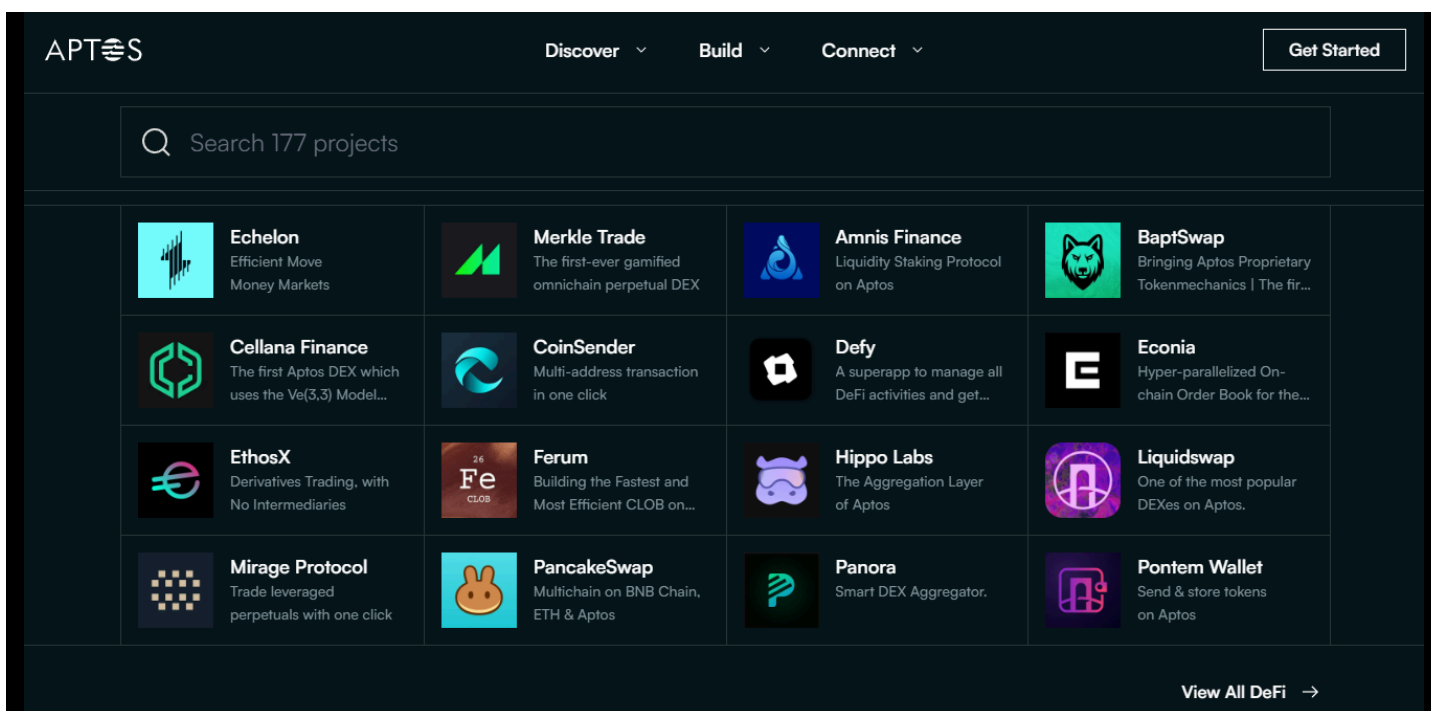 APTOS
Discover
Build
Connect
Get Started
Search 177 projects
Echelon
Efficient Move
Money Markets
Merkle Trade
The first-ever gamified
omnichain perpetual DEX
Amnis Finance
Liquidity Staking Protocol
on Aptos
BaptSwap
Bringing Aptos Proprietary
Tokenmechanics | The fir...
Cellana Finance
The first Aptos DEX which
uses the Ve(3,3) Model...
CoinSender
Multi-address transaction
in one click
Defy
A superapp to manage all
DeFi activities and get...
Econia
Hyper-parallelized On-
chain Order Book for the...
EthosX
Derivatives Trading, with
No Intermediaries
26
Fe
CLOB
Ferum
Building the Fastest and
Most Efficient CLOB on...
Hippo Labs
The Aggregation Layer
of Aptos
Liquidswap
One of the most popular
DEXes on Aptos.
Mirage Protocol
Trade leveraged
perpetuals with one click
PancakeSwap
Multichain on BNB Chain,
ETH & Aptos
Panora
Smart DEX Aggregator.
Pontem Wallet
Send & store tokens
on Aptos
View All DeFi →